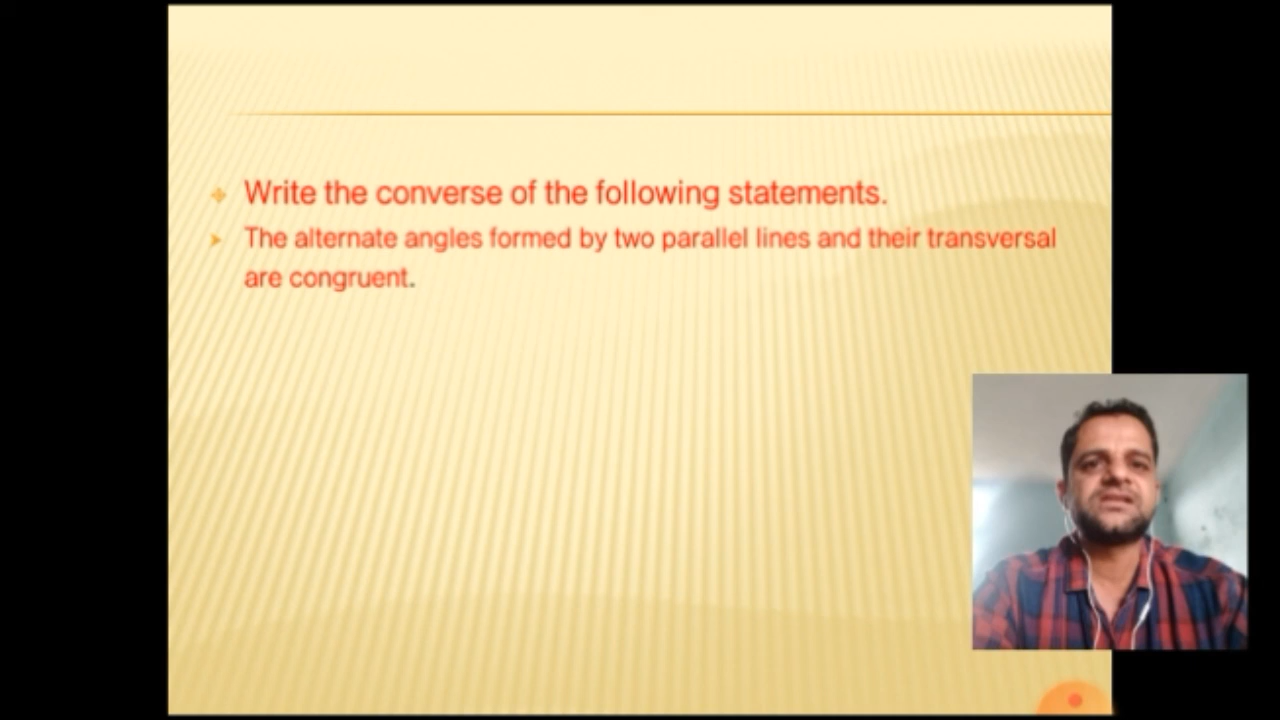 Write the converse of the following statements.
The alternate angles formed by two parallel lines and their transversal
are congruent.